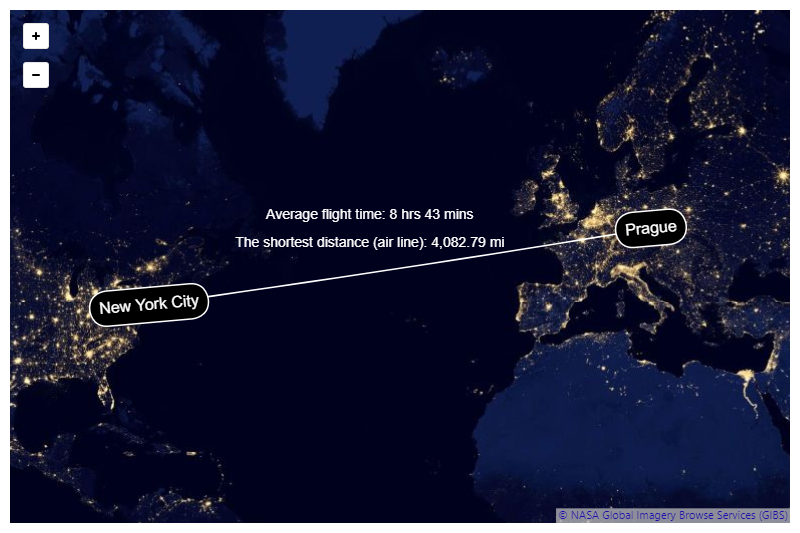 +
−
Average flight time: 8 hrs 43 mins
The shortest distance (air line): 4,082.79 mi
Prague
New York City
© NASA Global Imagery Browse Services (GIBS)